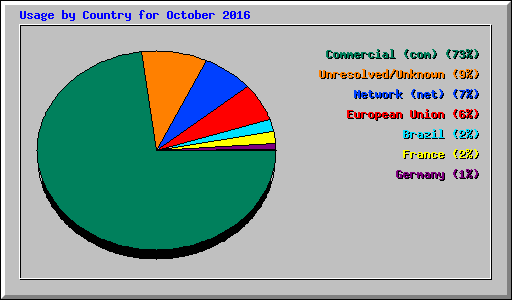 Usage by Country for October 2016
Commercial (com) (73%)
Unresolved/Unknown (9%)
Network (net) (7%)
European Union (6%)
Brazil (2%)
France (2%)
Germany (1%)